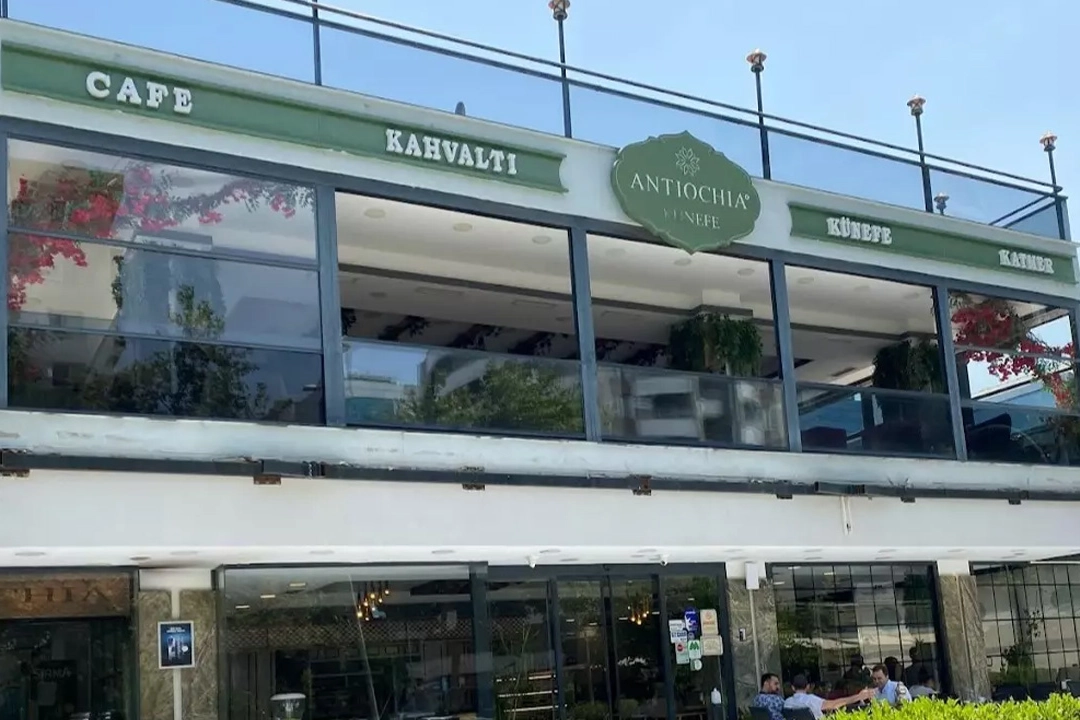 CAFE
KAHVALTI
ANTIOCHIA
KÜNEFE
KÜNEFE
KATMER